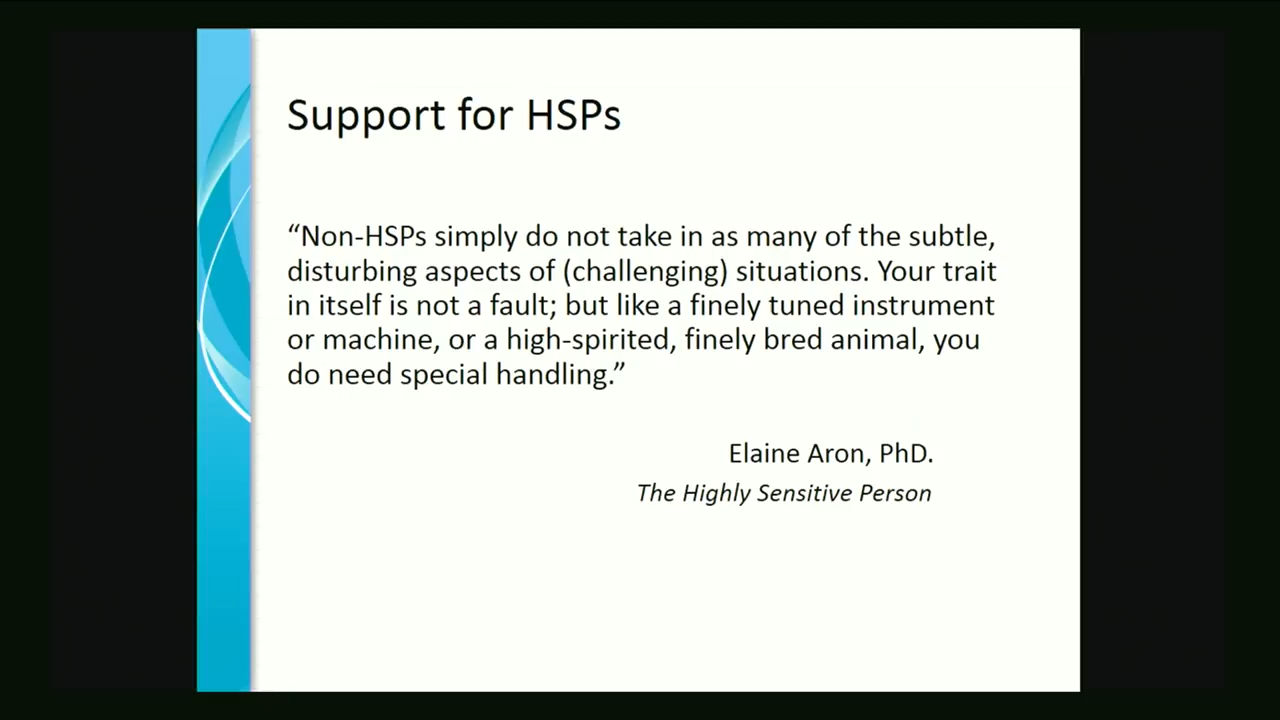 Support for HSPs
“Non-HSPs simply do not take in as many of the subtle,
disturbing aspects of (challenging) situations. Your trait
in itself is not a fault; but like a finely tuned instrument
or machine, or a high-spirited, finely bred animal, you
do need special handling.”
Elaine Aron, PhD.
The Highly Sensitive Person